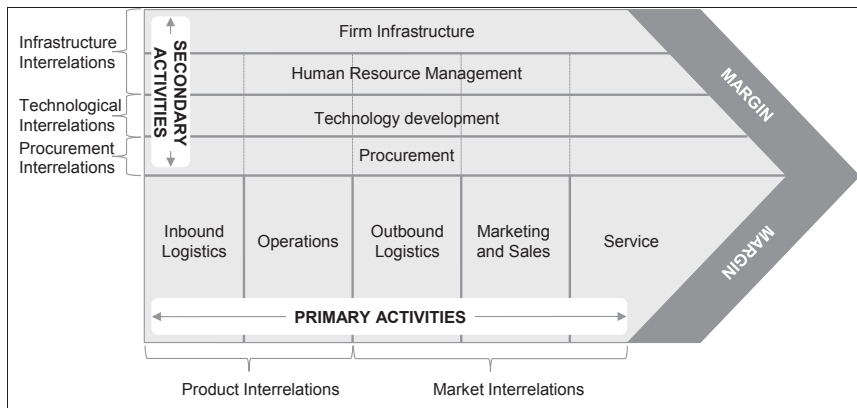 Infrastructure
Interrelations
Technological
Interrelations
Procurement
Interrelations
SECONDARY
ACTIVITIES
Firm Infrastructure
Human Resource Management
Technology development
Procurement
MARGIN
MARGIN
Inbound
Logistics
Operations
Outbound
Logistics
Marketing
and Sales
Service
PRIMARY ACTIVITIES
Product Interrelations
Market Interrelations